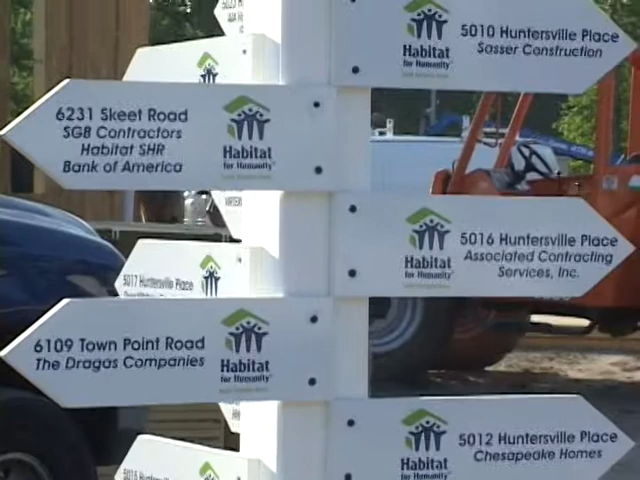 5010 Huntersville Place
Sasser Construction
Habitat
for Humanity
6231 Skeet Road
SGB Contractors
Habitat SHR
Bank of America
Habitat
for Humanity
5016 Huntersville Place
Associated Contracting
Services, Inc.
Habitat
for Humanity
5017 Huntersville Place
6109 Town Point Road
The Dragas Companies
Habitat
for Humanity
5012 Huntersville Place
Chesapeake Homes
Habitat
for Humanity